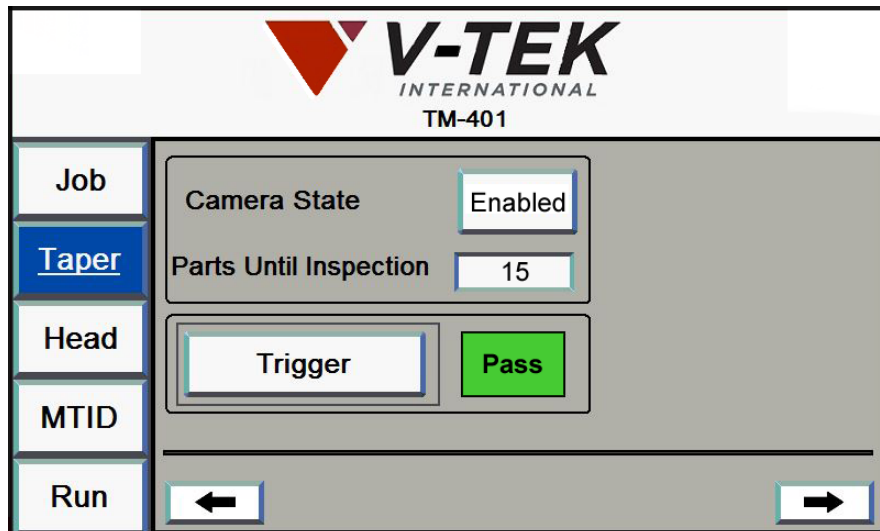 V-TEK
INTERNATIONAL
TM-401
Job
Taper
Head
MTID
Run
Camera State
Enabled
Parts Until Inspection
15
Trigger
Pass